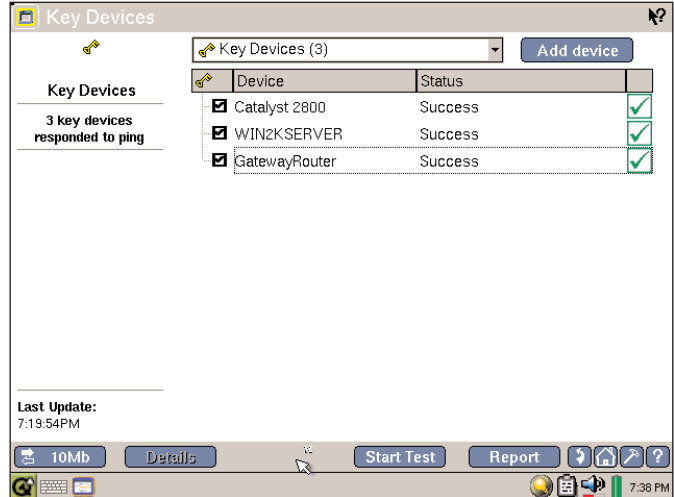 Key Devices
?
Key Devices
3 key devices
responded to ping
Last Update:
7:19:54PM
Key Devices (3)
Add device
Device Status
Catalyst 2800 Success
WIN2KSERVER Success
GatewayRouter Success
10Mb Details Start Test Report ?
7:38 PM